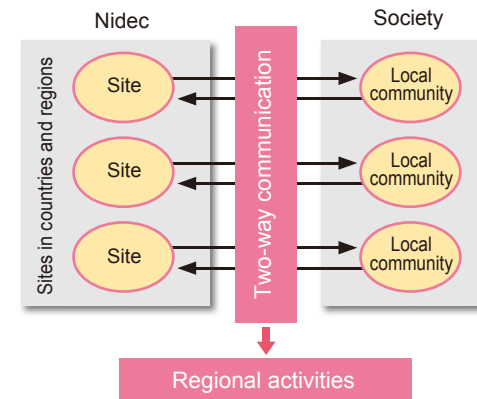 Nidec
Society
Sites in countries and regions
Site
Site
Site
Two-way communication
Local
community
Local
community
Local
community
Regional activities